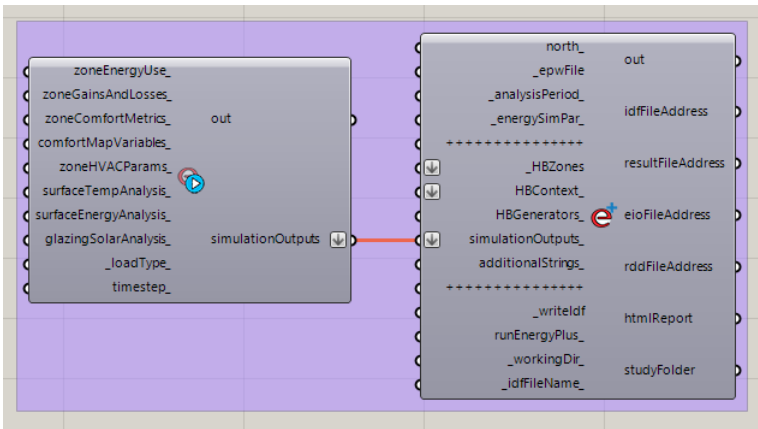 zoneEnergyUse_
zoneGainsAndLosses_
zoneComfortMetrics_
comfortMapVariables_
zoneHVACParams_
surfaceTempAnalysis_
surfaceEnergyAnalysis_
glazingSolarAnalysis_
_loadType_
timestep_
out
simulationOutputs
north_
_epwFile
_analysisPeriod_
_energySimPar_
+++++++++++++++
_HBZones
HBContext_
HBGenerators_
simulationOutputs_
additionalStrings_
+++++++++++++++
_writeIdf
runEnergyPlus_
_workingDir_
_idfFileName_
e+
out
idfFileAddress
resultFileAddress
eioFileAddress
rddFileAddress
htmlReport
studyFolder